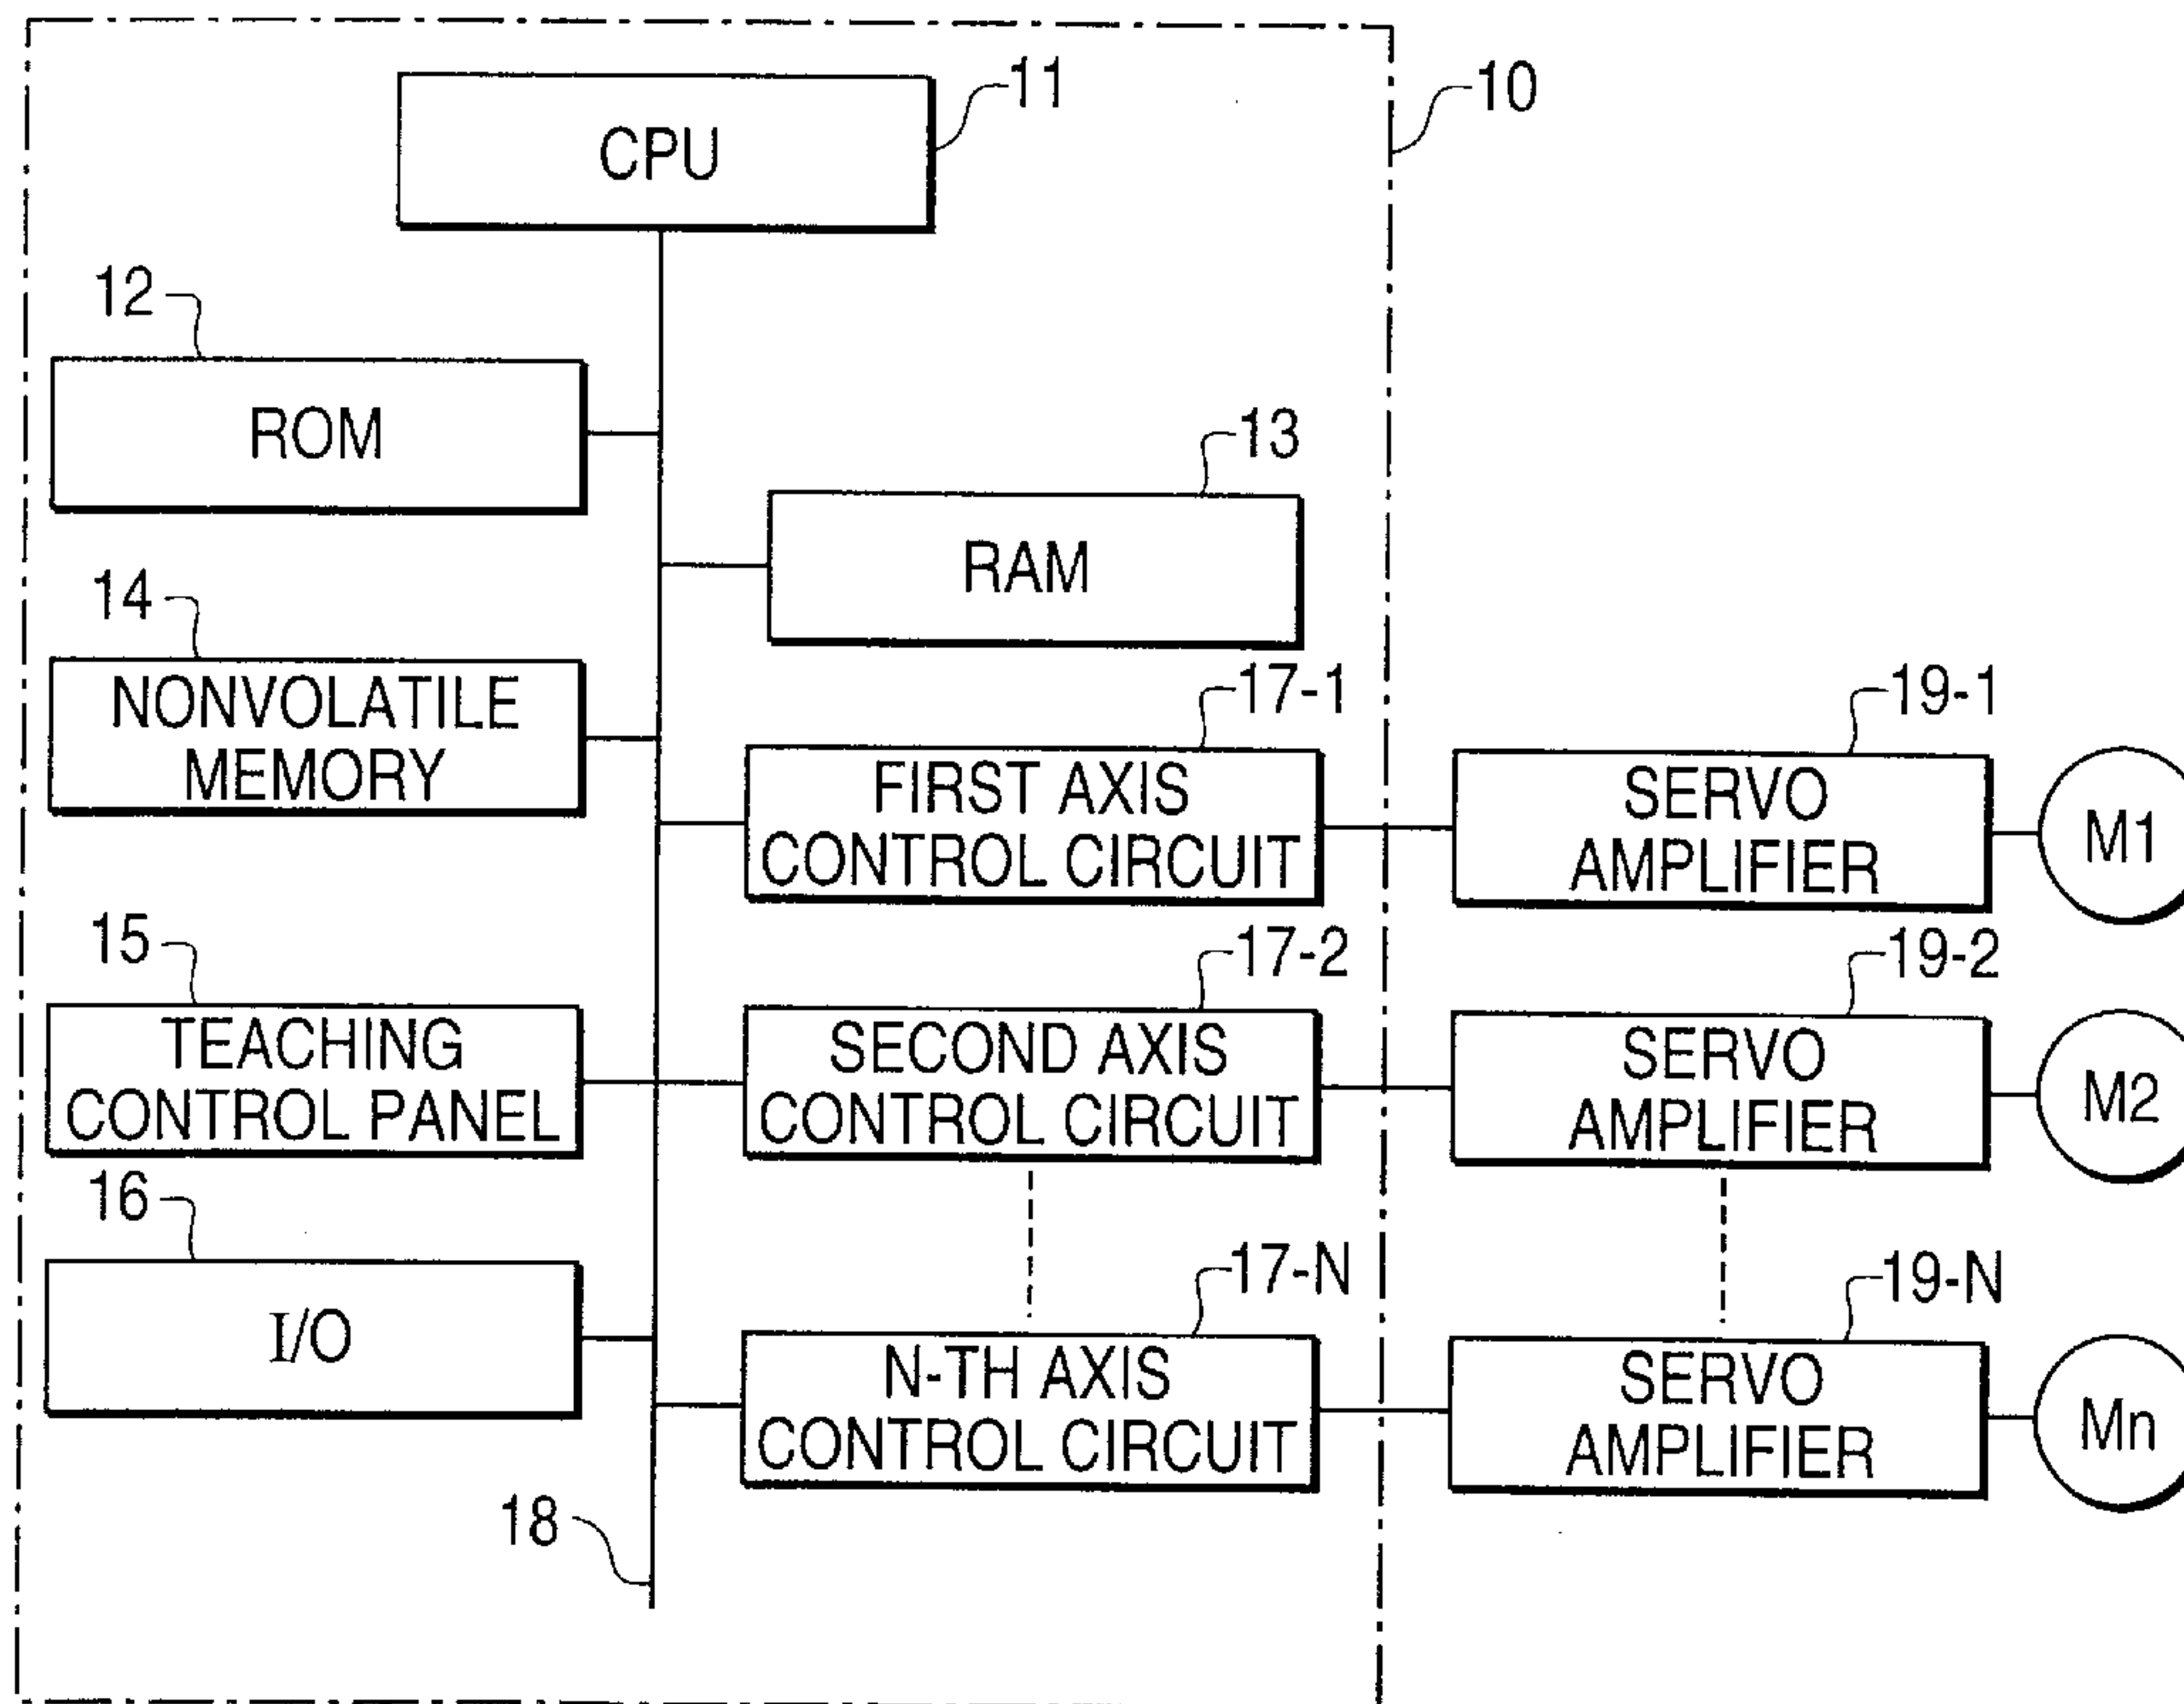 11
10
CPU
12
ROM
13
RAM
14
NONVOLATILE
MEMORY
17-1
FIRST AXIS
CONTROL CIRCUIT
19-1
SERVO
AMPLIFIER
M1
15
TEACHING
CONTROL PANEL
17-2
SECOND AXIS
CONTROL CIRCUIT
19-2
SERVO
AMPLIFIER
M2
16
I/O
17-N
N-TH AXIS
CONTROL CIRCUIT
19-N
SERVO
AMPLIFIER
Mn
18